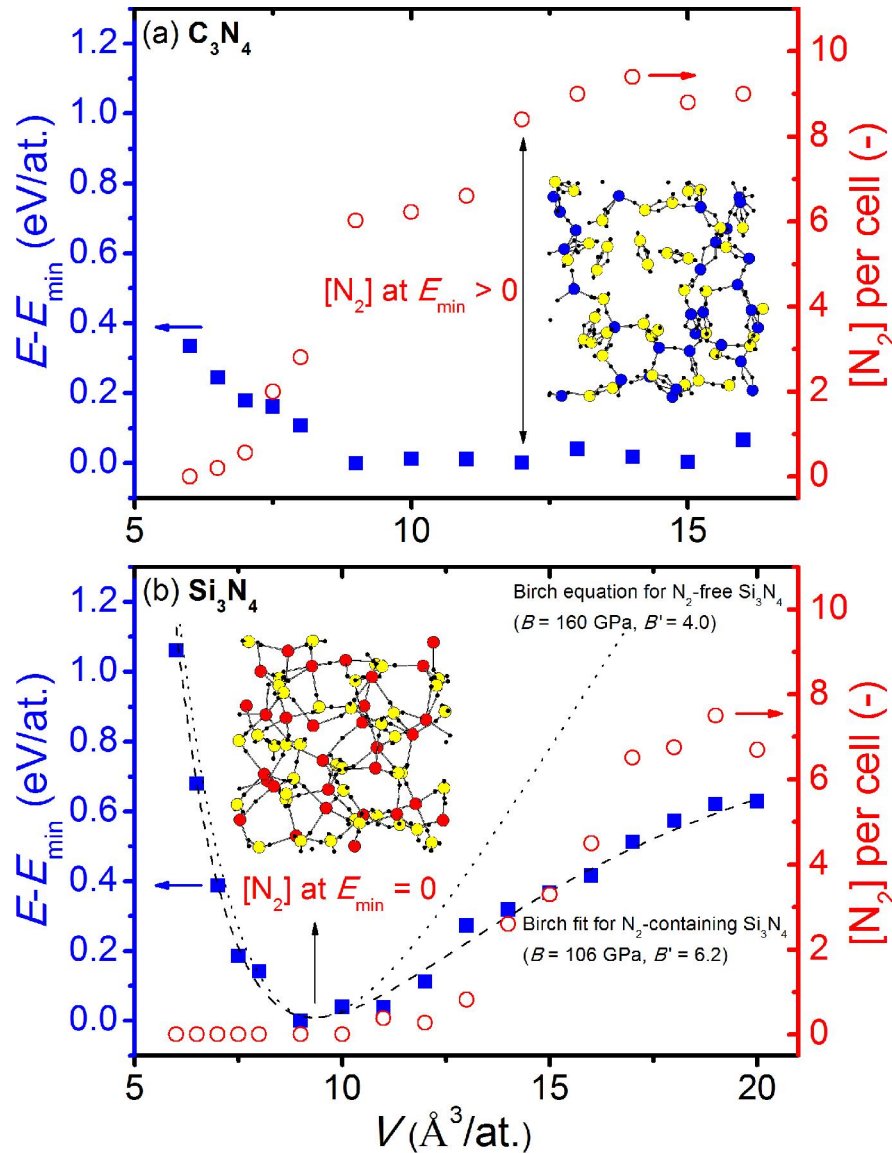 (a) C₃N₄
1.2
1.0
0.8
0.6
0.4
0.2
0.0
E-E_min (eV/at.)
10
8
6
4
2
0
[N₂] per cell (-)
[N₂] at E_min > 0
5
10
15
(b) Si₃N₄
1.2
1.0
0.8
0.6
0.4
0.2
0.0
E-E_min (eV/at.)
Birch equation for N₂-free Si₃N₄
(B = 160 GPa, B' = 4.0)
10
8
6
4
2
0
[N₂] per cell (-)
[N₂] at E_min = 0
Birch fit for N₂-containing Si₃N₄
(B = 106 GPa, B' = 6.2)
5
10
15
20
V (Å³/at.)